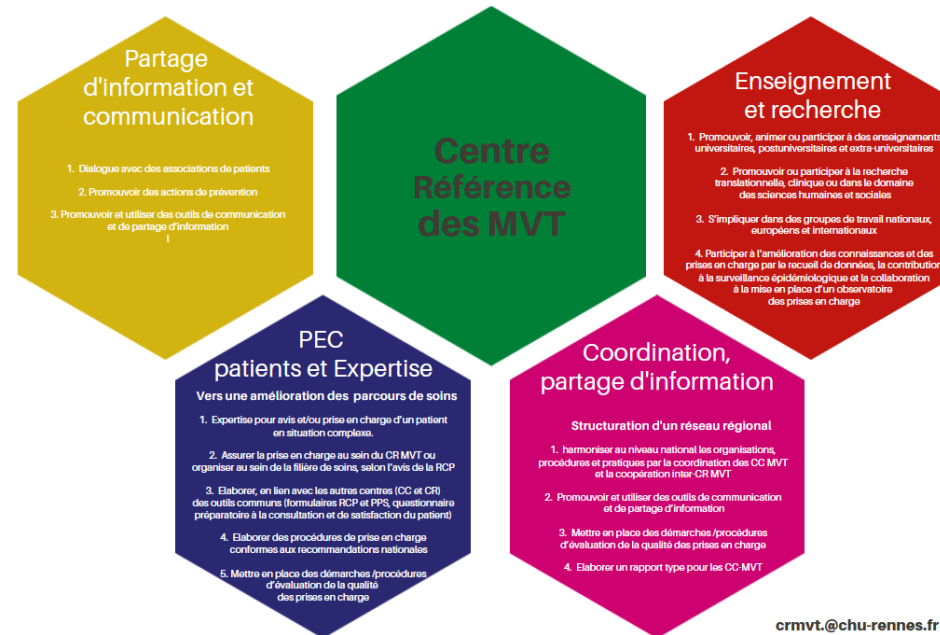 Partage
d'information et
communication
1. Dialogue avec des associations de patients
2. Promouvoir des actions de prévention
3. Promouvoir et utiliser des outils de communication
et de partage d'information
l
Centre
Référence
des MVT
Enseignement
et recherche
1. Promouvoir, animer ou participer à des enseignements
universitaires, postuniversitaires et extra-universitaires
2. Promouvoir ou participer à la recherche
translationnelle, clinique ou dans le domaine
des sciences humaines et sociales
3. S'impliquer dans des groupes de travail nationaux,
européens et internationaux
4. Participer à l'amélioration des connaissances et des
prises en charge par le recueil de données, la contribution
à la surveillance épidémiologique et la collaboration
à la mise en place d'un observatoire
des prises en charge
PEC
patients et Expertise
Vers une amélioration des parcours de soins
1. Expertise pour avis et/ou prise en charge d'un patient
en situation complexe.
2. Assurer la prise en charge au sein du CR MVT ou
organiser au sein de la filière de soins, selon l'avis de la RCP
3. Elaborer, en lien avec les autres centres (CC et CR)
des outils communs (formulaires RCP et PPS, questionnaire
préparatoire à la consultation et de satisfaction du patient)
4. Elaborer des procédures de prise en charge
conformes aux recommandations nationales
5. Mettre en place des démarches /procédures
d'évaluation de la qualité
des prises en charge
Coordination,
partage d'information
Structuration d'un réseau régional
1. harmoniser au niveau national les organisations,
procédures et pratiques par la coordination des CC MVT
et la coopération inter-CR MVT
2. Promouvoir et utiliser des outils de communication
et de partage d'information
3. Mettre en place des démarches /procédures
d'évaluation de la qualité des prises en charge
4. Elaborer un rapport type pour les CC-MVT
crmvt.@chu-rennes.fr